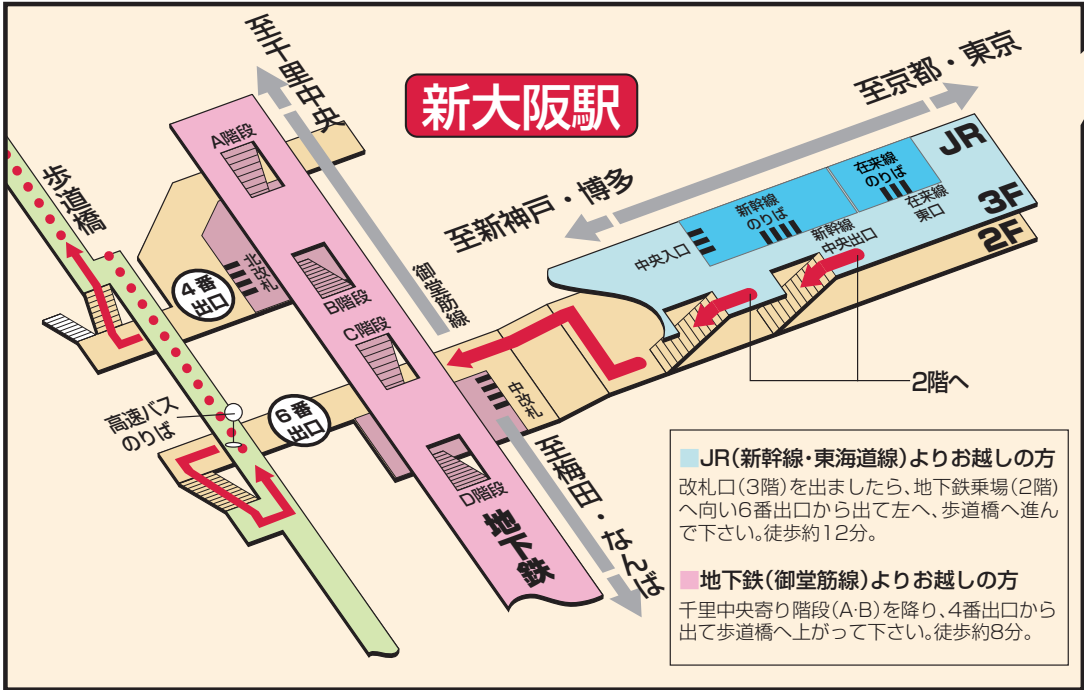 新大阪駅
至千里中央
至京都・東京
至新神戸・博多
JR
3F
2F
在来線
のりば
在来線
東口
新幹線
のりば
新幹線
中央出口
中央入口
歩道橋
A階段
B階段
C階段
D階段
北改札
4番
出口
御堂筋線
中改札
6番
出口
高速バス
のりば
2階へ
至梅田・なんば
地下鉄
JR(新幹線・東海道線)よりお越しの方
改札口(3階)を出ましたら、地下鉄乗場(2階)
へ向い6番出口から出て左へ、歩道橋へ進ん
で下さい。徒歩約12分。
地下鉄(御堂筋線)よりお越しの方
千里中央寄り階段(A・B)を降り、4番出口から
出て歩道橋へ上がって下さい。徒歩約8分。